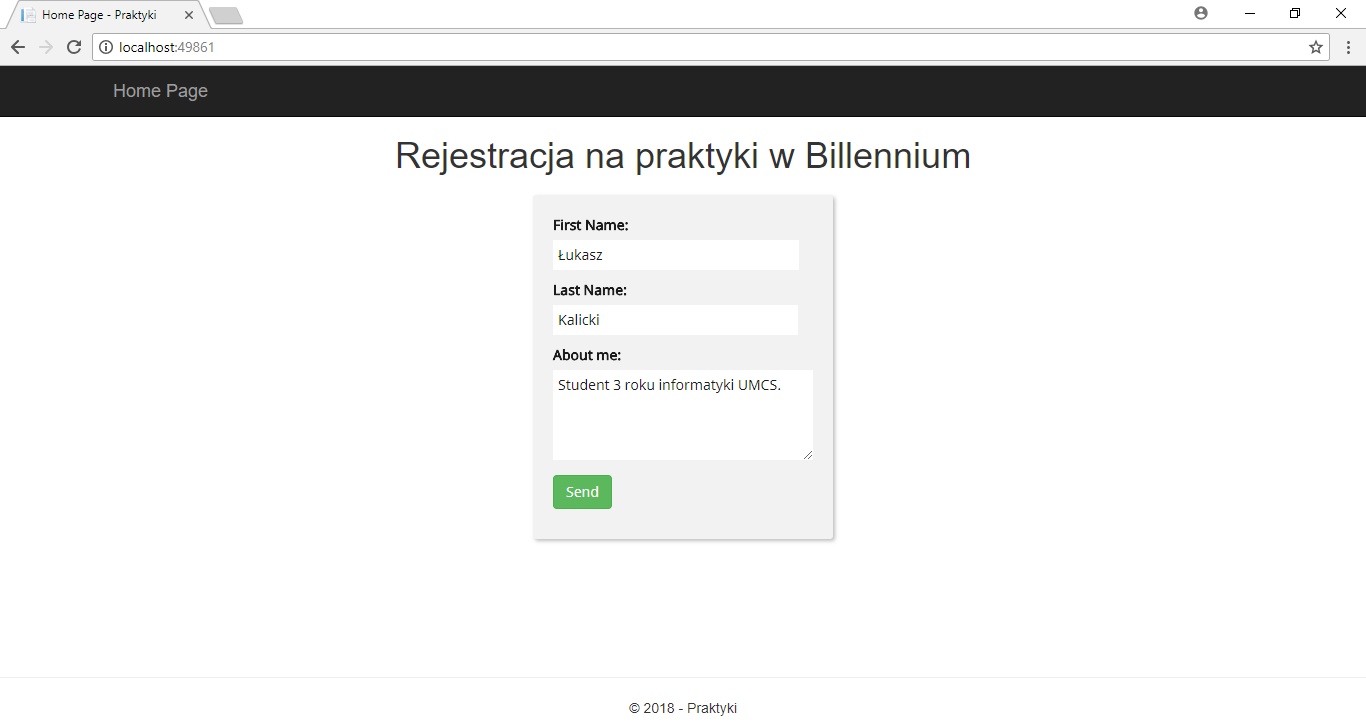 Home Page - Praktyki
localhost:49861
Home Page
Rejestracja na praktyki w Billennium
First Name:
Łukasz
Last Name:
Kalicki
About me:
Student 3 roku informatyki UMCS.
Send
© 2018 - Praktyki